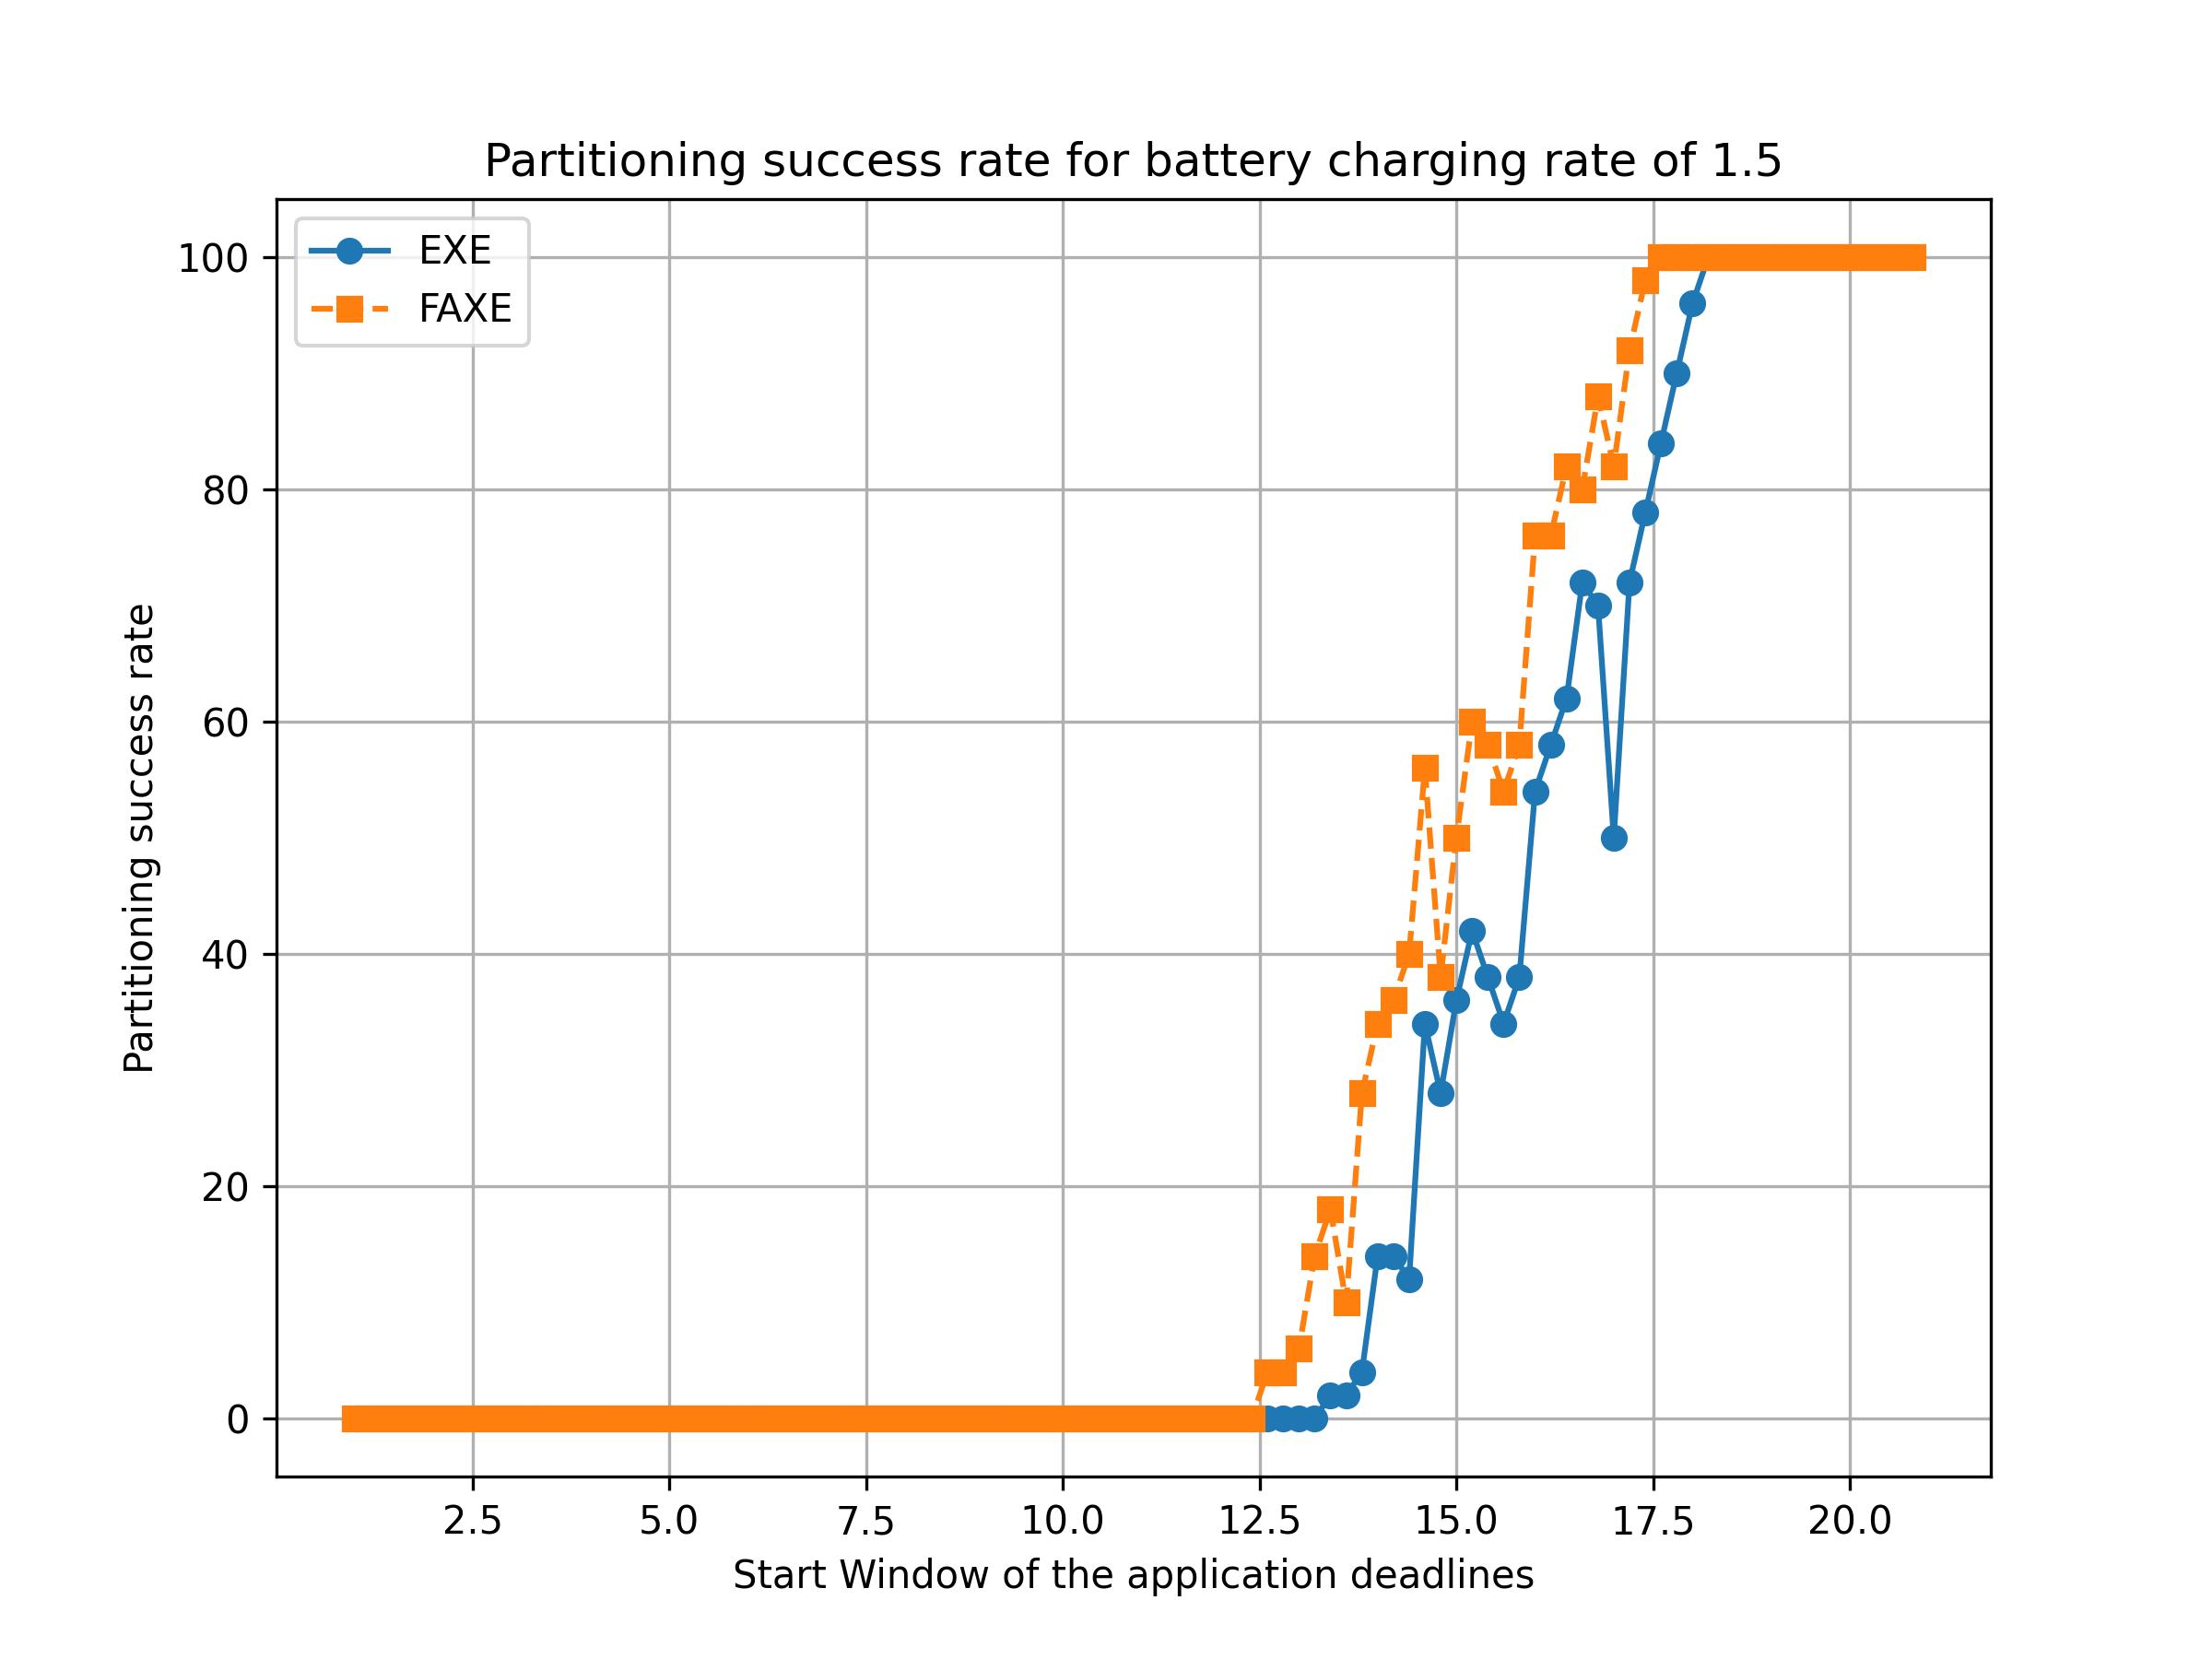 Partitioning success rate for battery charging rate of 1.5
EXE
FAXE
100
80
60
40
20
0
Partitioning success rate
2.5 5.0 7.5 10.0 12.5 15.0 17.5 20.0
Start Window of the application deadlines